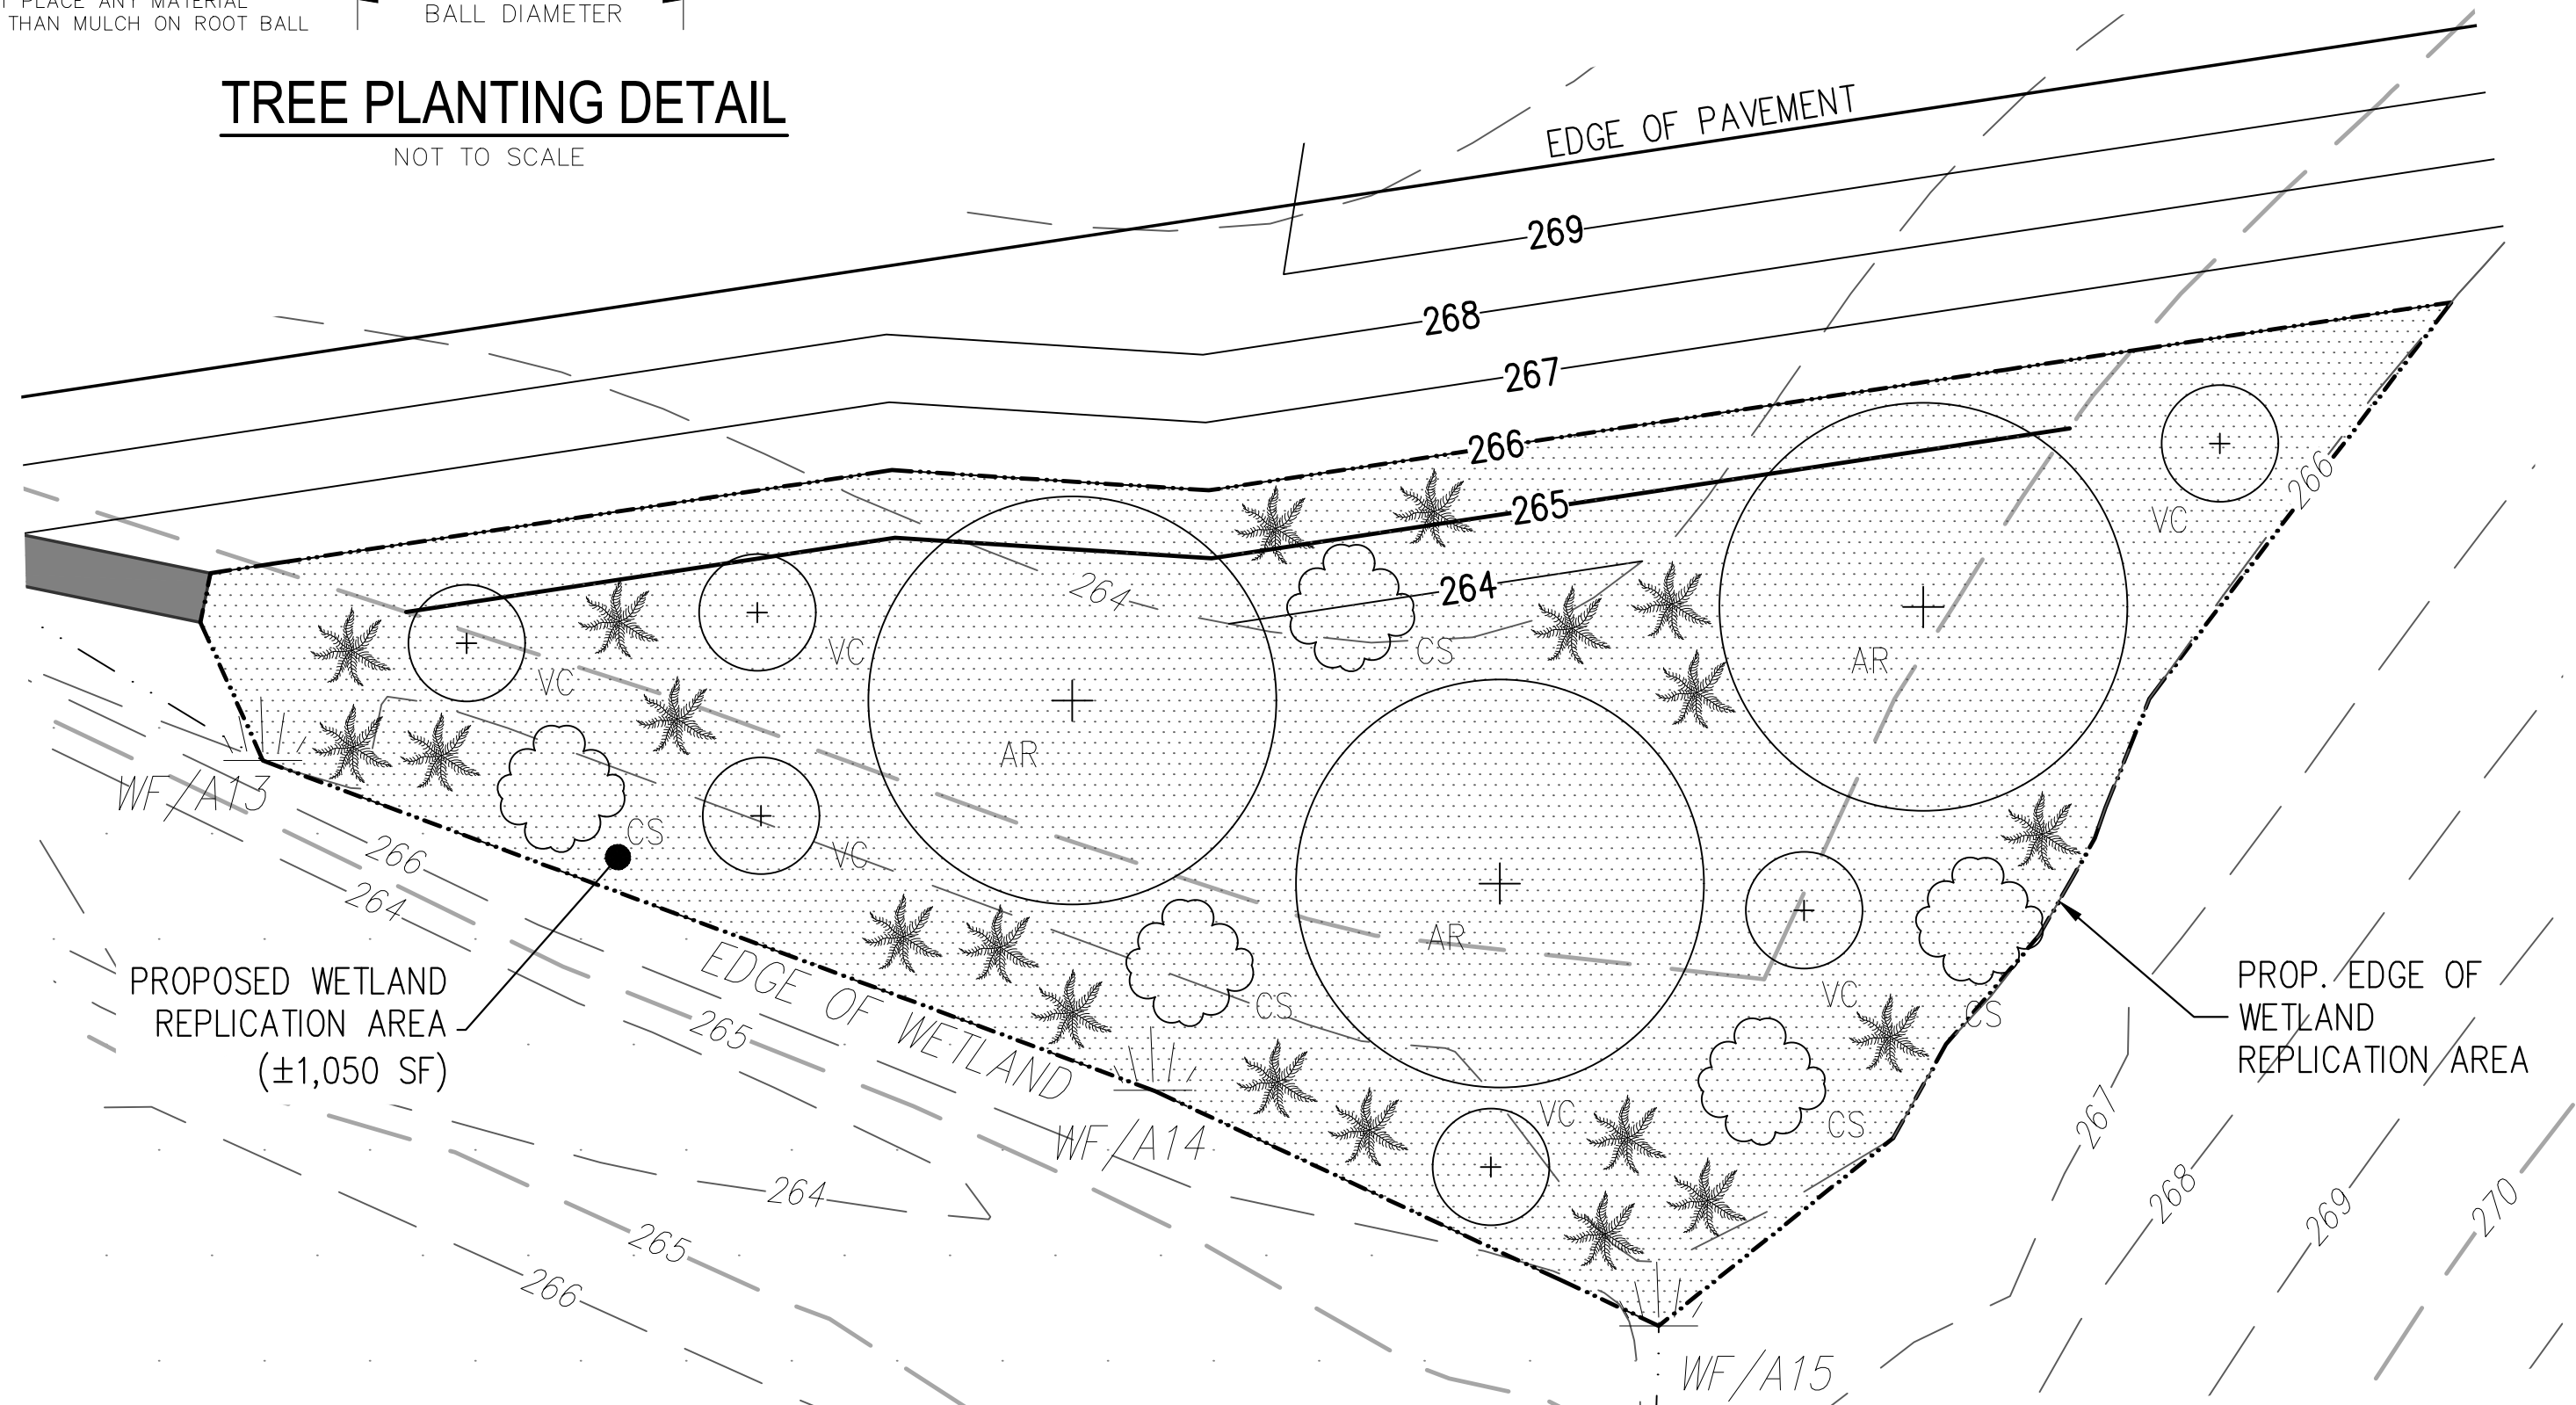 PLACE ANY MATERIAL
THAN MULCH ON ROOT BALL
BALL DIAMETER
TREE PLANTING DETAIL
NOT TO SCALE
EDGE OF PAVEMENT
269
268
267
266
265
264
264
266
VC
VC
VC
VC
VC
VC
AR
AR
AR
CS
CS
CS
CS
CS
WF/A13
266
264
PROPOSED WETLAND
REPLICATION AREA
(±1,050 SF)
EDGE OF WETLAND
265
WF/A14
PROP. EDGE OF
WETLAND
REPLICATION AREA
264
265
266
267
268
269
270
WF/A15